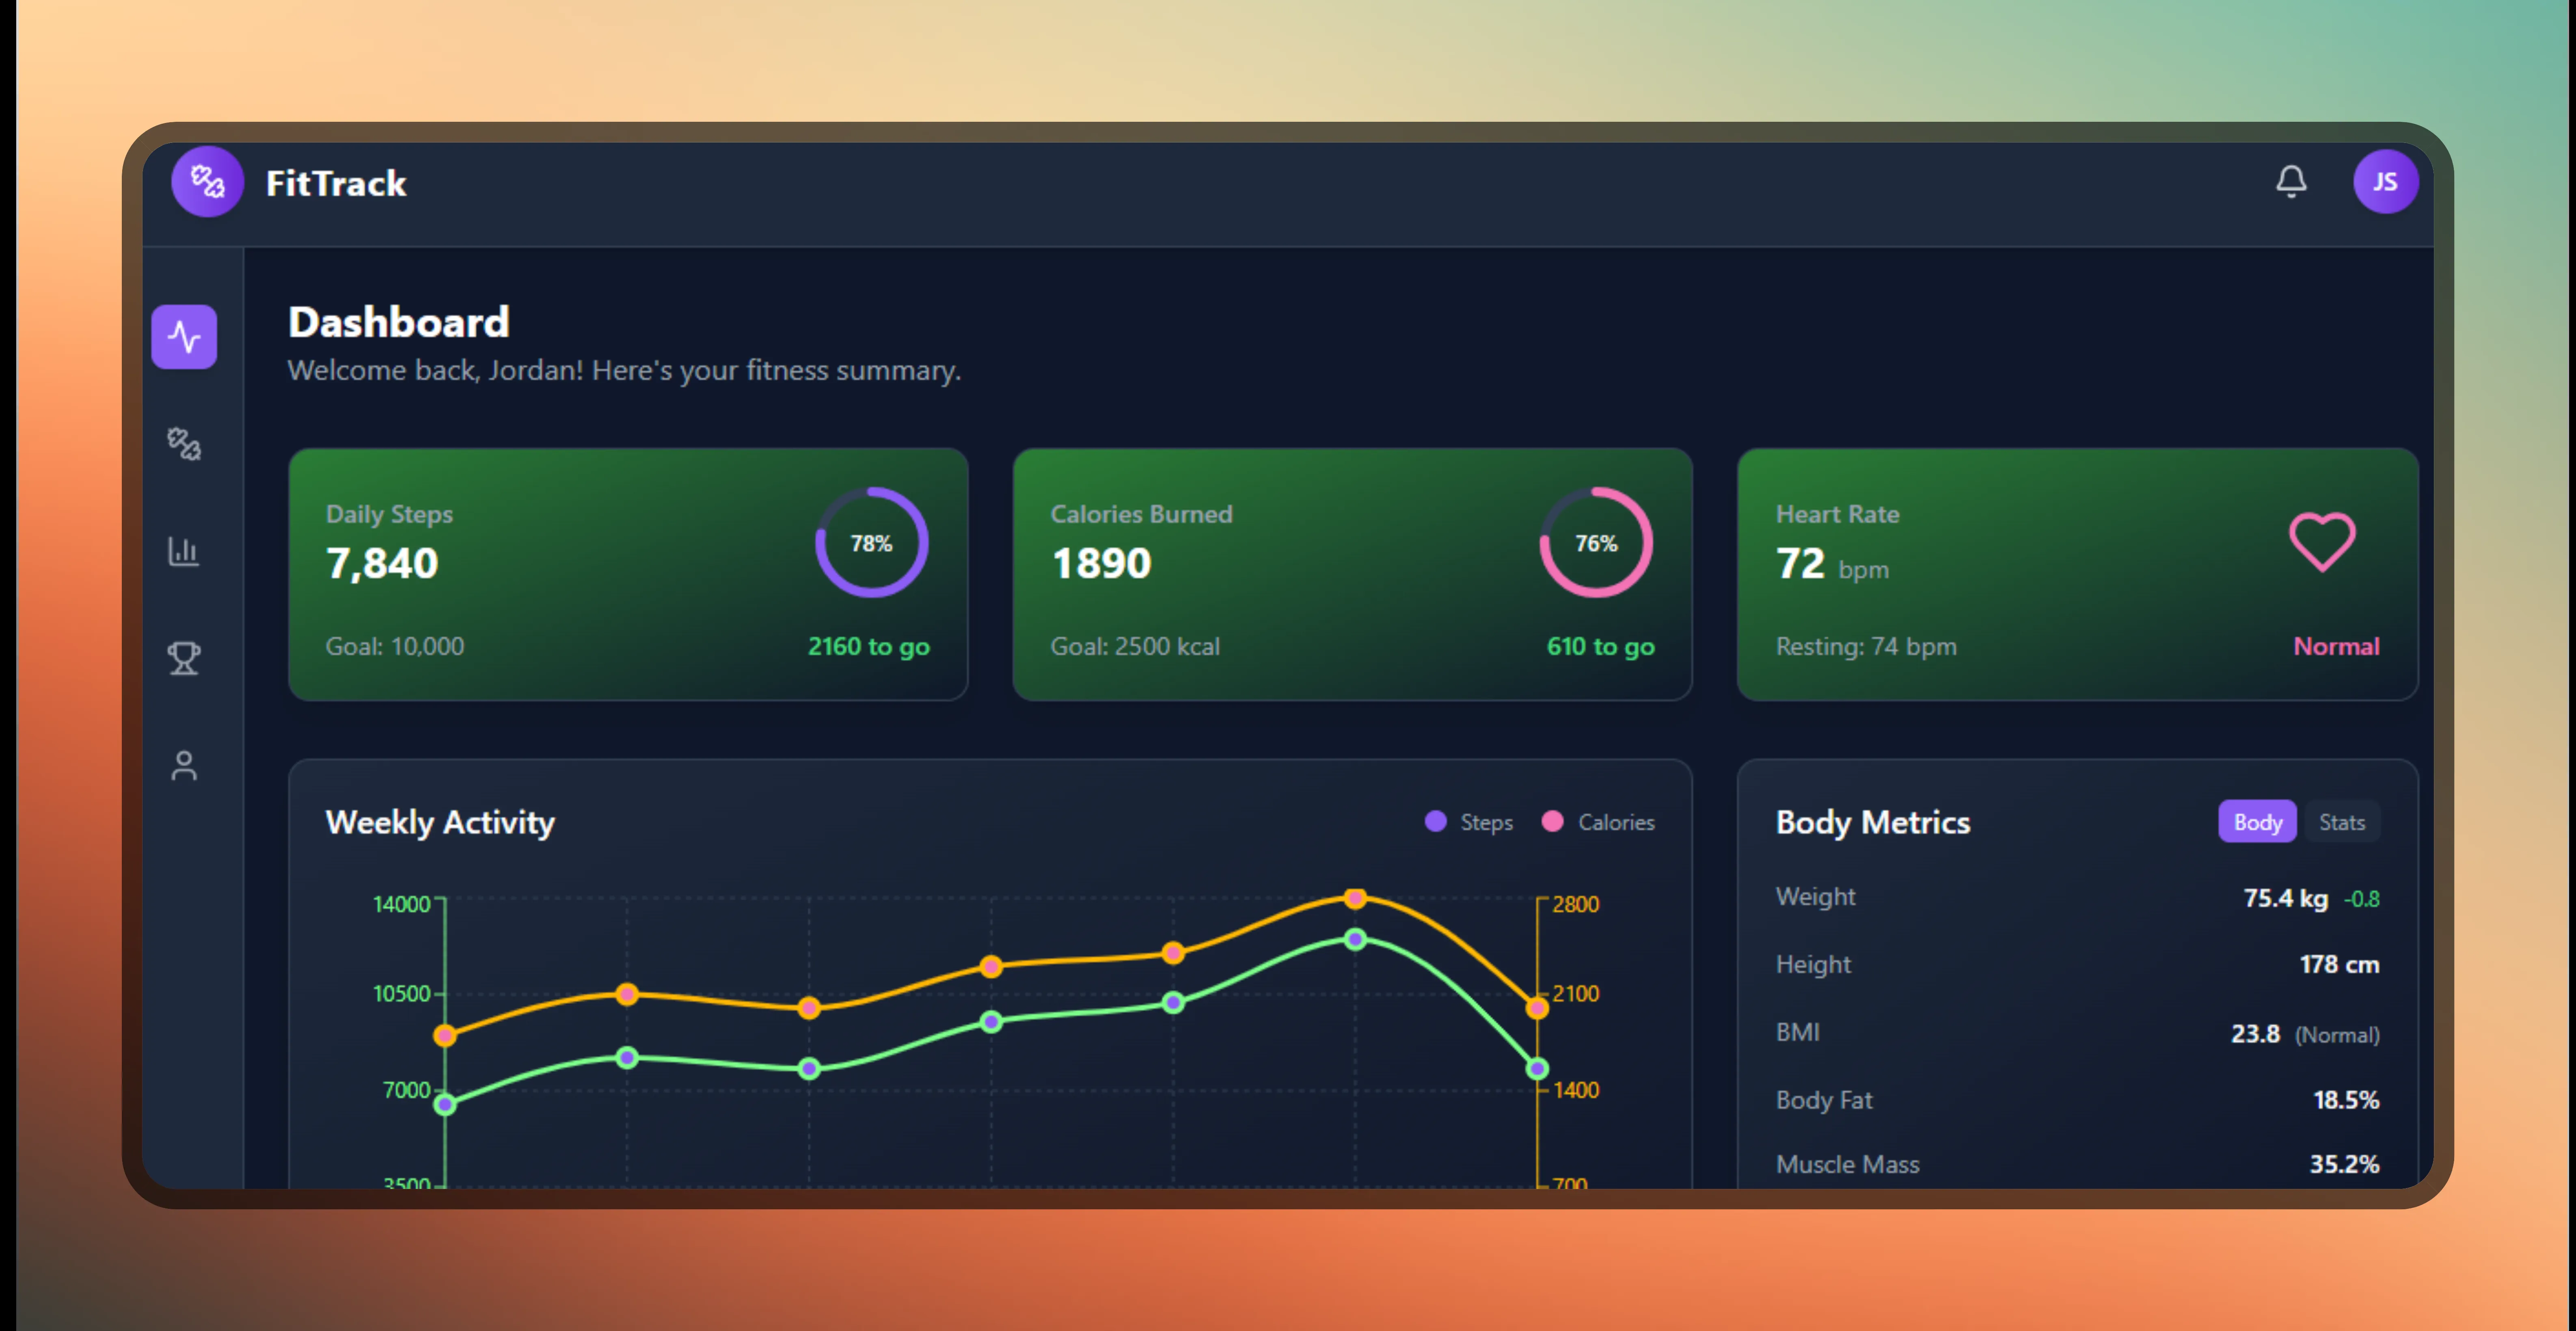 FitTrack
JS
Dashboard
Welcome back, Jordan! Here's your fitness summary.
Daily Steps
7,840
78%
Goal: 10,000
2160 to go
Calories Burned
1890
76%
Goal: 2500 kcal
610 to go
Heart Rate
72 bpm
Resting: 74 bpm
Normal
Weekly Activity
Steps
Calories
14000
10500
7000
3500
2800
2100
1400
700
Body Metrics
Body
Stats
Weight
75.4 kg -0.8
Height
178 cm
BMI
23.8 (Normal)
Body Fat
18.5%
Muscle Mass
35.2%